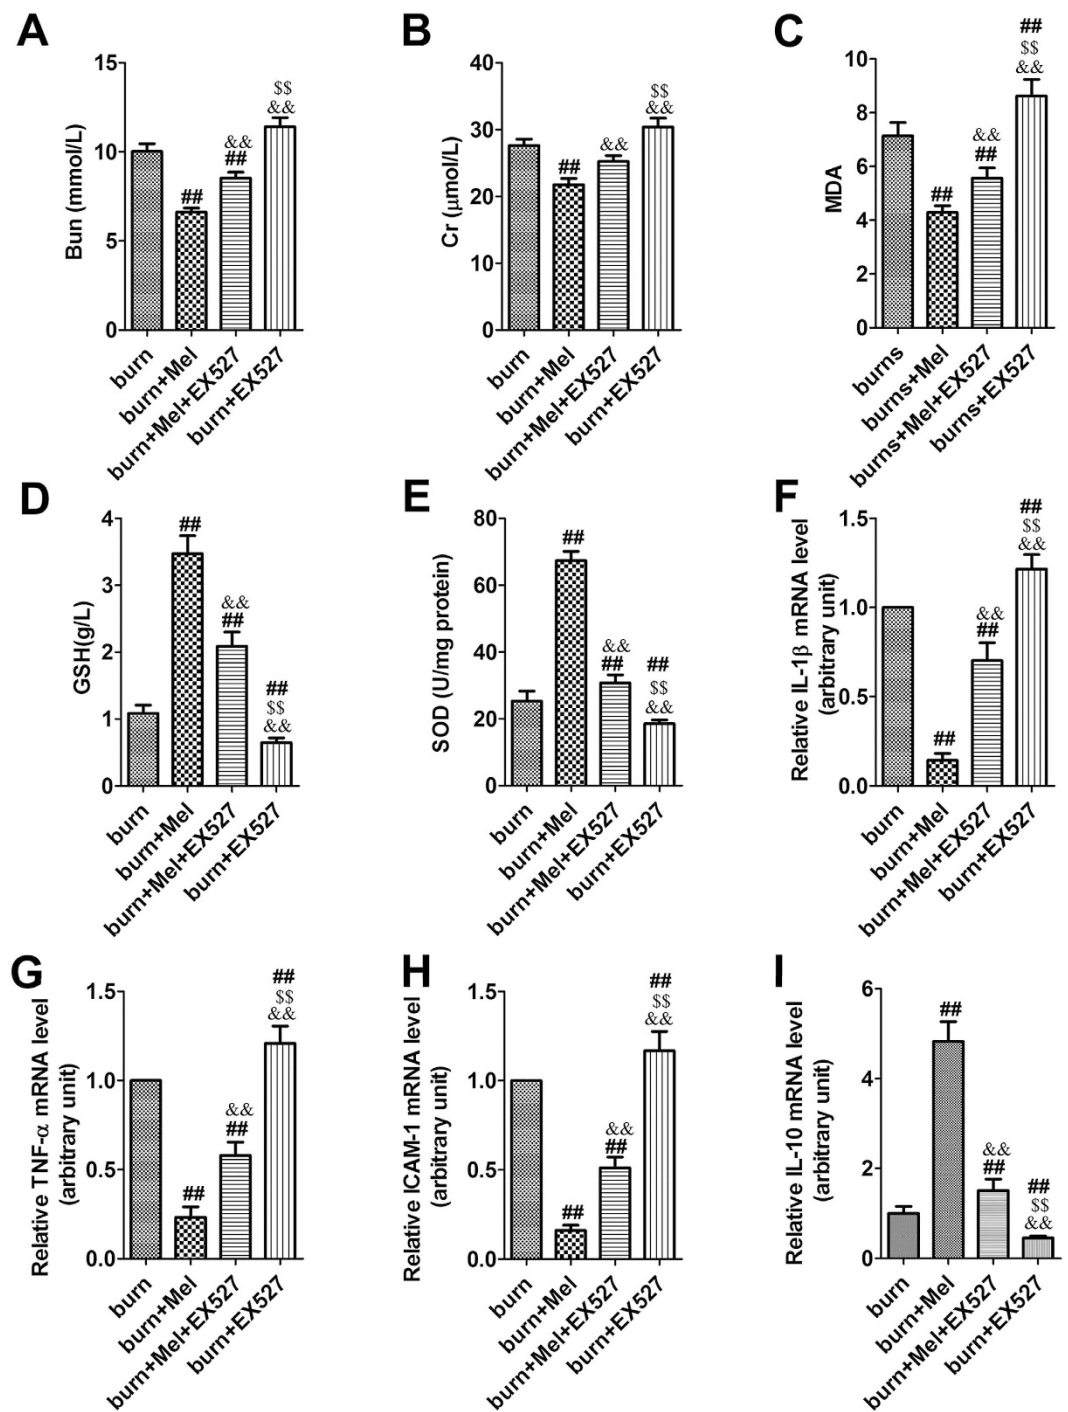 A
Bun (mmol/L)
15
10
5
0
##
&&
##
$$
&&
burn
burn+Mel
burn+Mel+EX527
burn+EX527
B
Cr (μmol/L)
40
30
20
10
0
##
&&
$$
&&
burn
burn+Mel
burn+Mel+EX527
burn+EX527
C
MDA
10
8
6
4
2
0
##
&&
##
##
$$
&&
burns
burns+Mel
burns+Mel+EX527
burns+EX527
D
GSH(g/L)
4
3
2
1
0
##
&&
##
##
$$
&&
burn
burn+Mel
burn+Mel+EX527
burn+EX527
E
SOD (U/mg protein)
80
60
40
20
0
##
&&
##
##
$$
&&
burn
burn+Mel
burn+Mel+EX527
burn+EX527
F
Relative IL-1β mRNA level
(arbitrary unit)
1.5
1.0
0.5
0.0
##
&&
##
##
$$
&&
burn
burn+Mel
burn+Mel+EX527
burn+EX527
G
Relative TNF-α mRNA level
(arbitrary unit)
1.5
1.0
0.5
0.0
##
&&
##
##
$$
&&
burn
burn+Mel
burn+Mel+EX527
burn+EX527
H
Relative ICAM-1 mRNA level
(arbitrary unit)
1.5
1.0
0.5
0.0
##
&&
##
##
$$
&&
burn
burn+Mel
burn+Mel+EX527
burn+EX527
I
Relative IL-10 mRNA level
(arbitrary unit)
6
4
2
0
##
&&
##
##
$$
&&
burn
burn+Mel
burn+Mel+EX527
burn+EX527